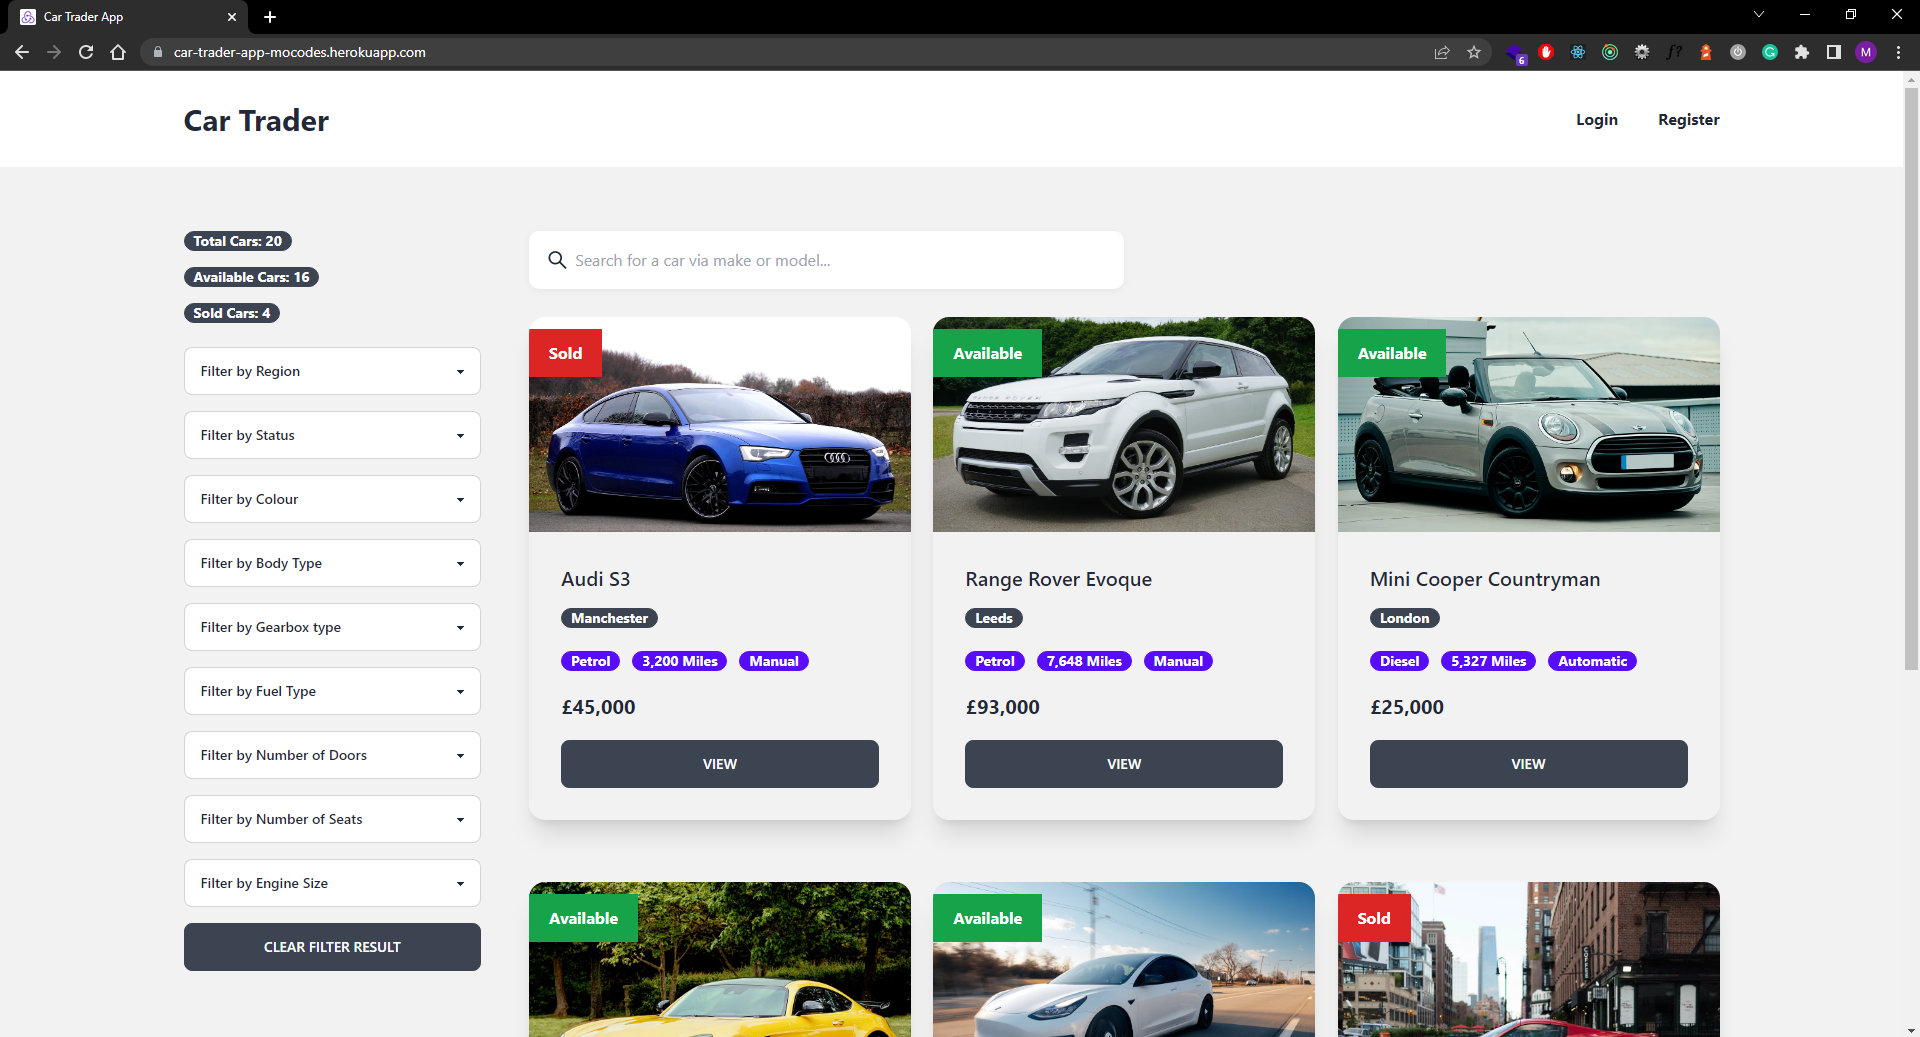 Car Trader App
car-trader-app-mocodes.herokuapp.com
6
f?
M
Car Trader
Login
Register
Total Cars: 20
Available Cars: 16
Sold Cars: 4
Filter by Region
Filter by Status
Filter by Colour
Filter by Body Type
Filter by Gearbox type
Filter by Fuel Type
Filter by Number of Doors
Filter by Number of Seats
Filter by Engine Size
CLEAR FILTER RESULT
Search for a car via make or model...
Sold
Available
Available
RANGE ROVER
Audi S3
Manchester
Petrol 3,200 Miles Manual
£45,000
VIEW
Range Rover Evoque
Leeds
Petrol 7,648 Miles Manual
£93,000
VIEW
Mini Cooper Countryman
London
Diesel 5,327 Miles Automatic
£25,000
VIEW
Available
Available
Sold